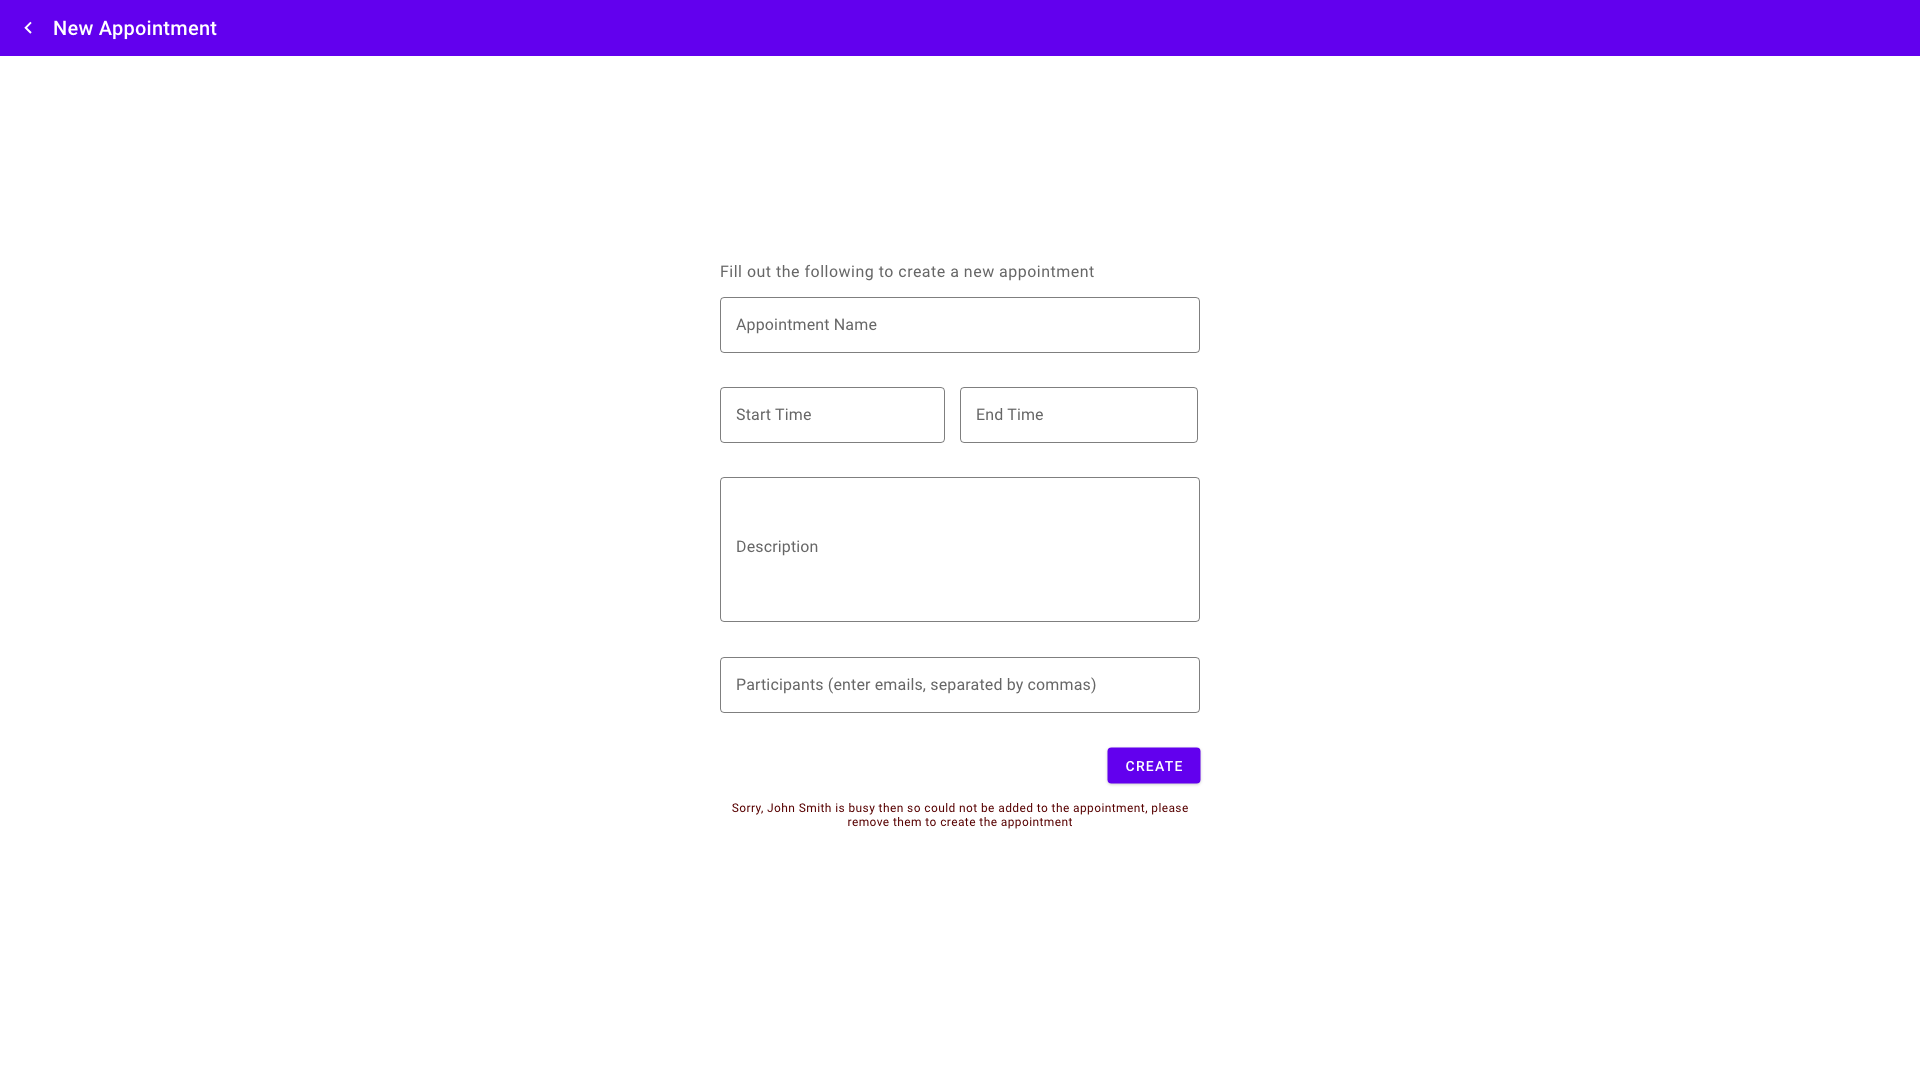 New Appointment
Fill out the following to create a new appointment
Appointment Name
Start Time
End Time
Description
Participants (enter emails, separated by commas)
CREATE
Sorry, John Smith is busy then so could not be added to the appointment, please
remove them to create the appointment